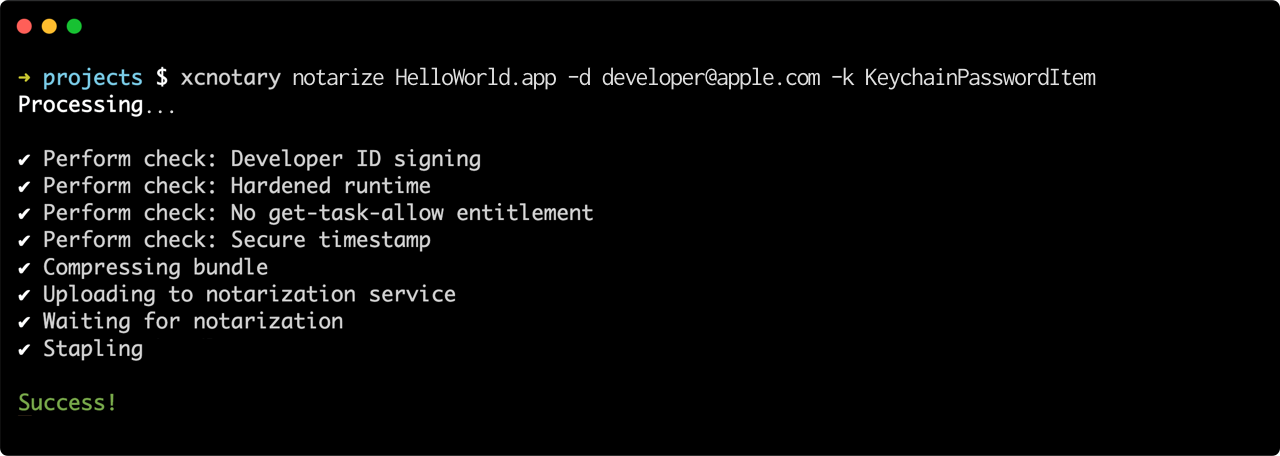 ➜ projects $ xcnotary notarize HelloWorld.app -d developer@apple.com -k KeychainPasswordItem
Processing...
✔ Perform check: Developer ID signing
✔ Perform check: Hardened runtime
✔ Perform check: No get-task-allow entitlement
✔ Perform check: Secure timestamp
✔ Compressing bundle
✔ Uploading to notarization service
✔ Waiting for notarization
✔ Stapling
Success!